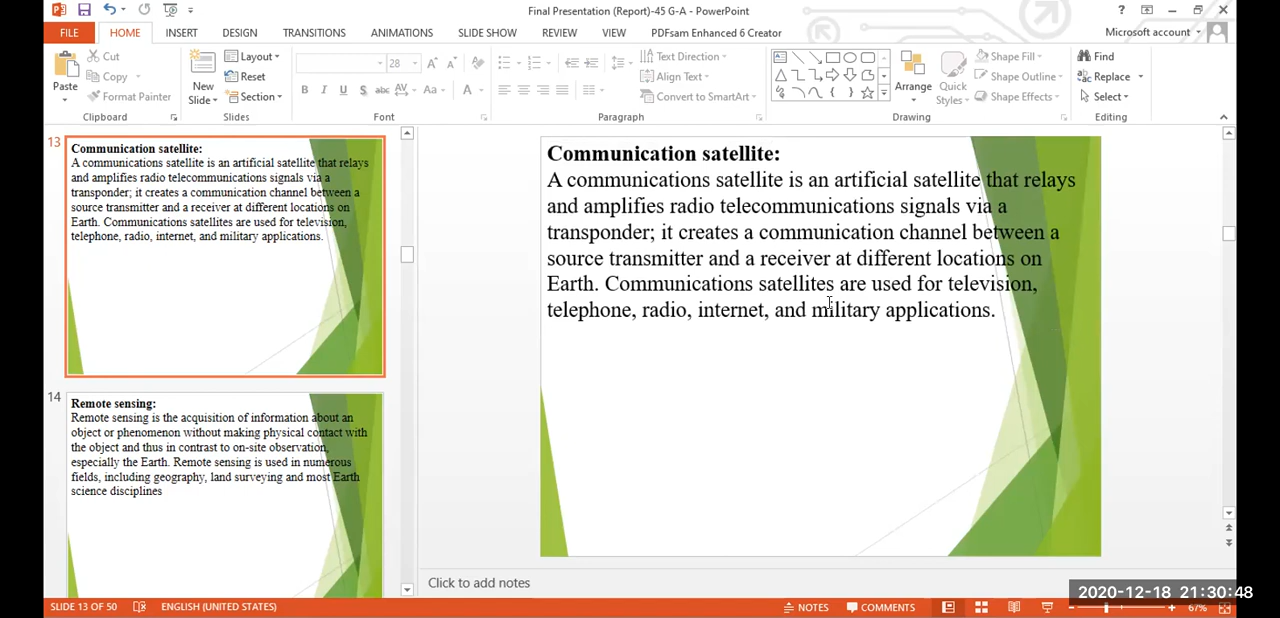 Final Presentation (Report)-45 G-A - PowerPoint
?
FILE HOME INSERT DESIGN TRANSITIONS ANIMATIONS SLIDE SHOW REVIEW VIEW PDFsam Enhanced 6 Creator Microsoft account
Paste Cut Copy Format Painter Clipboard
New Slide Layout Reset Section Slides
28 B I U S abc AV Aa A Font
Text Direction Align Text Convert to SmartArt Paragraph
Arrange Quick Styles Shape Fill Shape Outline Shape Effects Drawing
Find Replace Select Editing
13
Communication satellite:
A communications satellite is an artificial satellite that relays
and amplifies radio telecommunications signals via a
transponder; it creates a communication channel between a
source transmitter and a receiver at different locations on
Earth. Communications satellites are used for television,
telephone, radio, internet, and military applications.
14
Remote sensing:
Remote sensing is the acquisition of information about an
object or phenomenon without making physical contact with
the object and thus in contrast to on-site observation,
especially the Earth. Remote sensing is used in numerous
fields, including geography, land surveying and most Earth
science disciplines
Communication satellite:
A communications satellite is an artificial satellite that relays
and amplifies radio telecommunications signals via a
transponder; it creates a communication channel between a
source transmitter and a receiver at different locations on
Earth. Communications satellites are used for television,
telephone, radio, internet, and military applications.
Click to add notes
2020-12-18 21:30:48
SLIDE 13 OF 50 ENGLISH (UNITED STATES) NOTES COMMENTS 67%